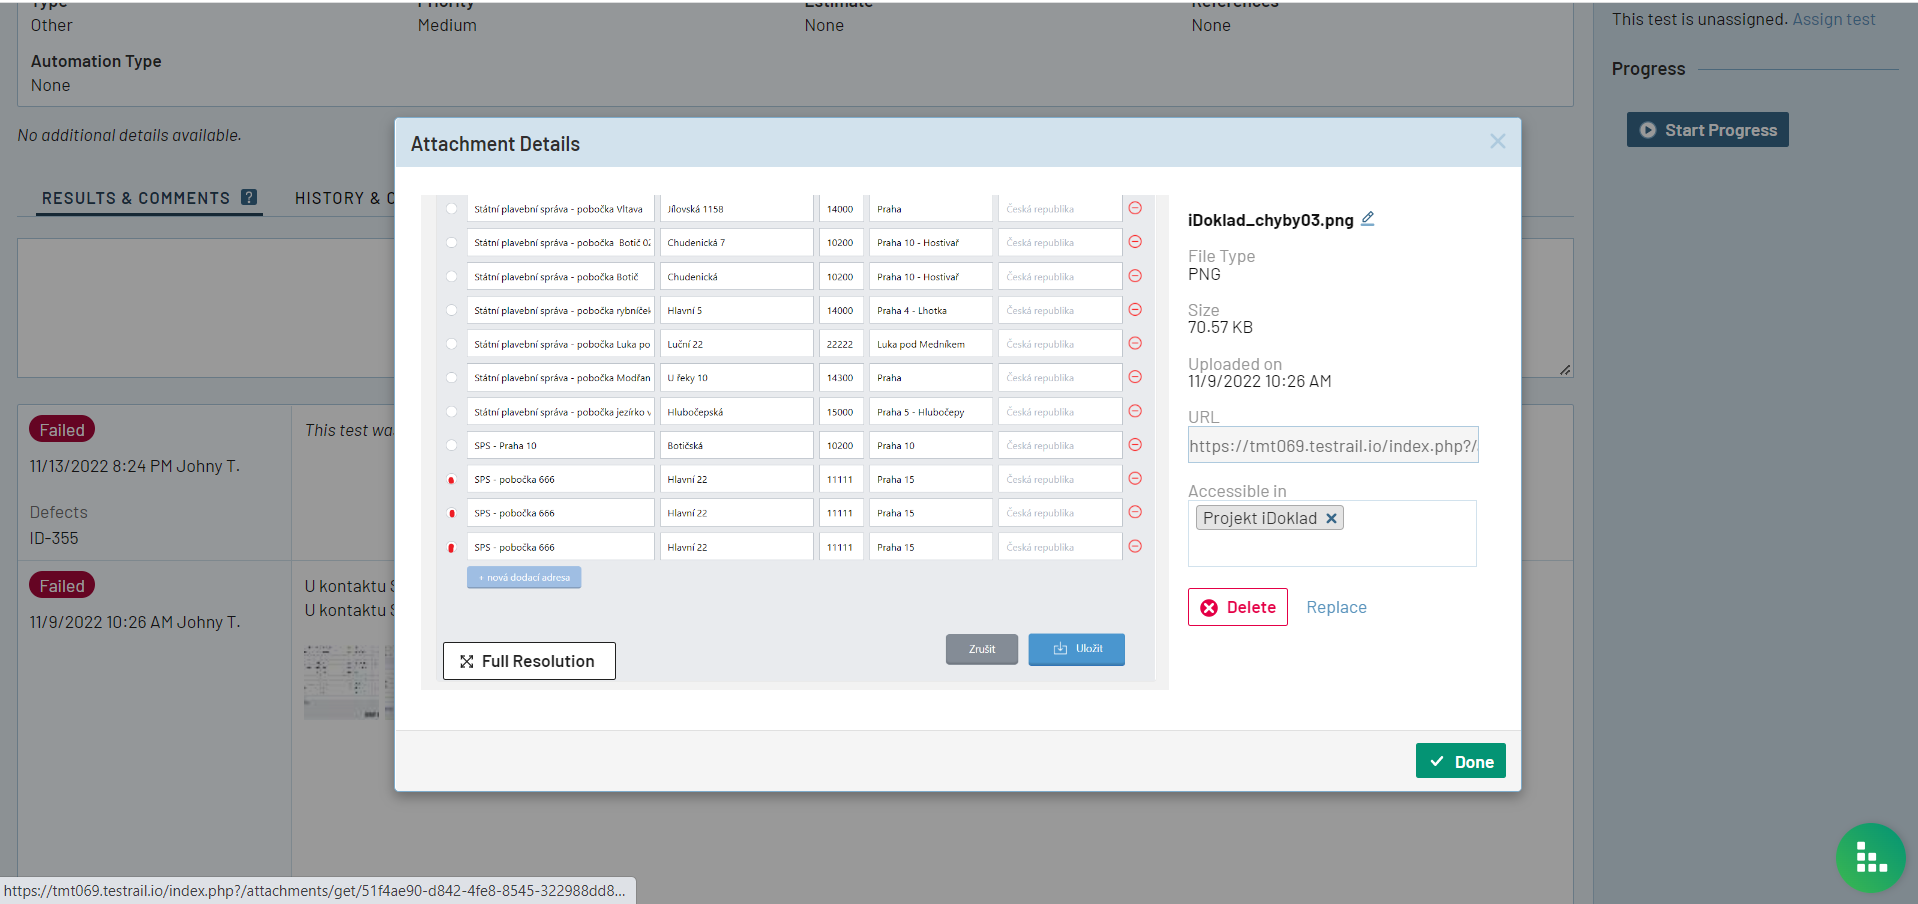 Type
Priority
Estimate
References
Other
Medium
None
None
Automation Type
None
No additional details available.
RESULTS & COMMENTS ?
HISTORY & C
Failed
11/13/2022 8:24 PM Johny T.
Defects
ID-355
This test wa
Failed
11/9/2022 10:26 AM Johny T.
U kontaktu S
U kontaktu S
This test is unassigned. Assign test
Progress
Start Progress
Attachment Details
Státní plavební správa - pobočka Vltava Jílovská 1158 14000 Praha Česká republika
Státní plavební správa - pobočka Botič 02 Chudenická 7 10200 Praha 10 - Hostivař Česká republika
Státní plavební správa - pobočka Botič Chudenická 10200 Praha 10 - Hostivař Česká republika
Státní plavební správa - pobočka rybníček Hlavní 5 14000 Praha 4 - Lhotka Česká republika
Státní plavební správa - pobočka Luka po Luční 22 22222 Luka pod Medníkem Česká republika
Státní plavební správa - pobočka Modřan U řeky 10 14300 Praha Česká republika
Státní plavební správa - pobočka jezírko v Hlubočepská 15000 Praha 5 - Hlubočepy Česká republika
SPS - Praha 10 Botičská 10200 Praha 10 Česká republika
SPS - pobočka 666 Hlavní 22 11111 Praha 15 Česká republika
SPS - pobočka 666 Hlavní 22 11111 Praha 15 Česká republika
SPS - pobočka 666 Hlavní 22 11111 Praha 15 Česká republika
+ nová dodací adresa
Full Resolution
Zrušit
Uložit
iDoklad_chyby03.png
File Type
PNG
Size
70.57 KB
Uploaded on
11/9/2022 10:26 AM
URL
https://tmt069.testrail.io/index.php?/
Accessible in
Projekt iDoklad
Delete
Replace
Done
https://tmt069.testrail.io/index.php?/attachments/get/51f4ae90-d842-4fe8-8545-322988dd8...